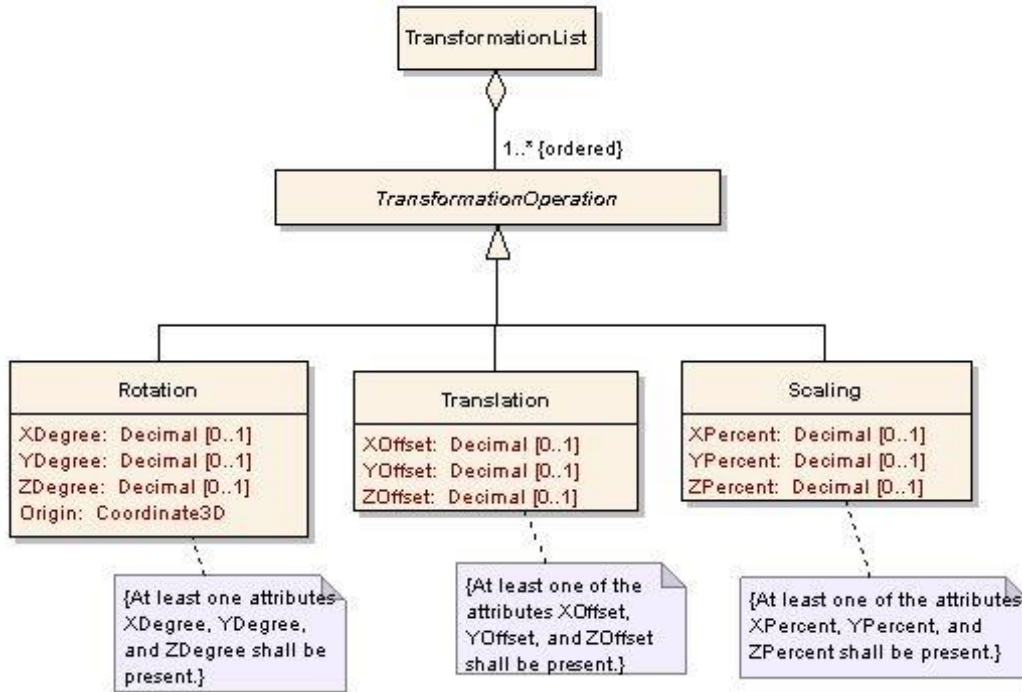 TransformationList
1..* {ordered}
TransformationOperation
Rotation
XDegree: Decimal [0..1]
YDegree: Decimal [0..1]
ZDegree: Decimal [0..1]
Origin: Coordinate3D
Translation
XOffset: Decimal [0..1]
YOffset: Decimal [0..1]
ZOffset: Decimal [0..1]
Scaling
XPercent: Decimal [0..1]
YPercent: Decimal [0..1]
ZPercent: Decimal [0..1]
{At least one attributes
XDegree, YDegree,
and ZDegree shall be
present.}
{At least one of the
attributes XOffset,
YOffset, and ZOffset
shall be present.}
{At least one of the attributes
XPercent, YPercent, and
ZPercent shall be present.}